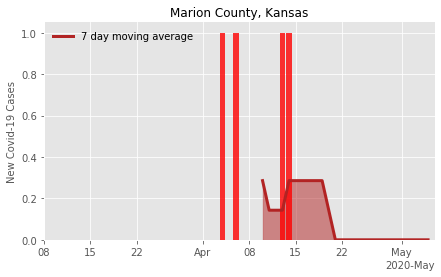 Marion County, Kansas
7 day moving average
New Covid-19 Cases
1.0
0.8
0.6
0.4
0.2
0.0
08 15 22 Apr 08 15 22 May
2020-May